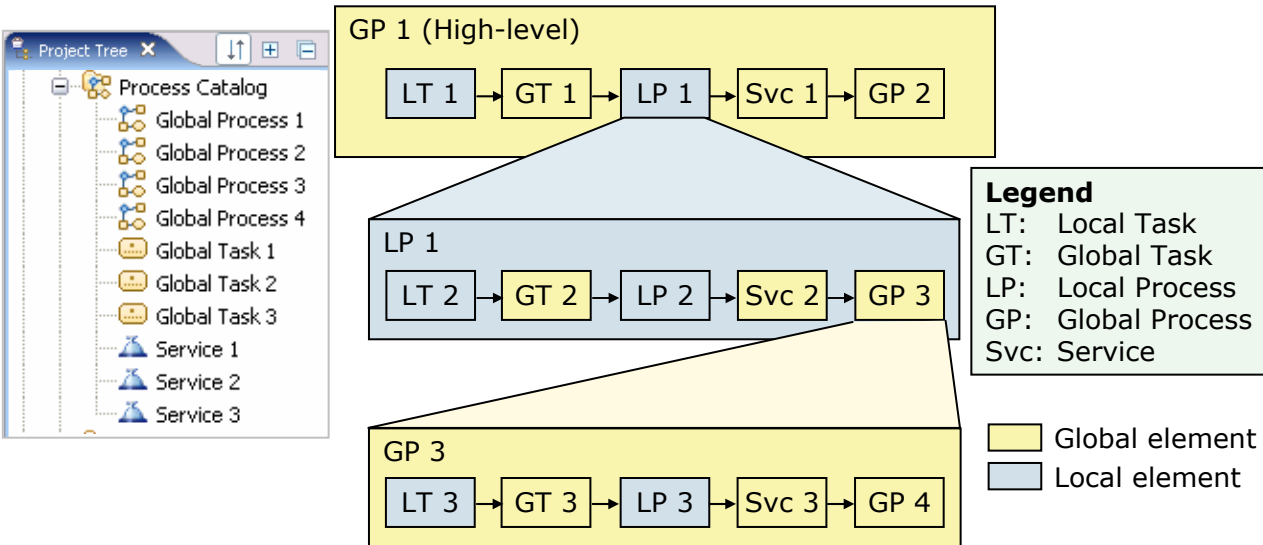 Project Tree
Process Catalog
Global Process 1
Global Process 2
Global Process 3
Global Process 4
Global Task 1
Global Task 2
Global Task 3
Service 1
Service 2
Service 3
GP 1 (High-level)
LT 1 GT 1 LP 1 Svc 1 GP 2
LP 1
LT 2 GT 2 LP 2 Svc 2 GP 3
GP 3
LT 3 GT 3 LP 3 Svc 3 GP 4
Legend
LT: Local Task
GT: Global Task
LP: Local Process
GP: Global Process
Svc: Service
Global element
Local element